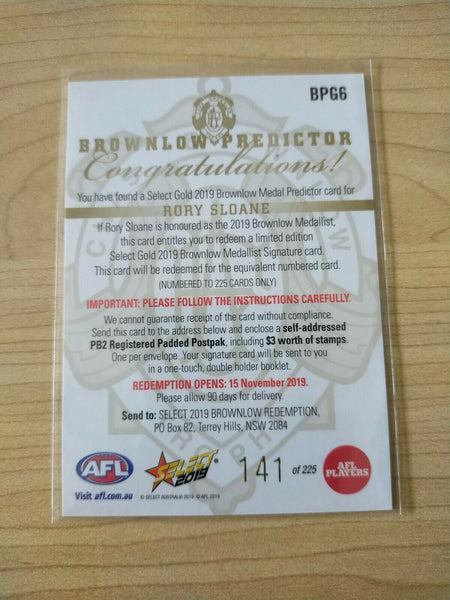 BPG6
BROWNLOW PREDICTOR
Congratulations!
You have found a Select Gold 2019 Brownlow Medal Predictor card for
RORY SLOANE
If Rory Sloane is honoured as the 2019 Brownlow Medallist,
this card entitles you to redeem a limited edition
Select Gold 2019 Brownlow Medallist Signature card.
This card will be redeemed for the equivalent numbered card.
(NUMBERED TO 225 CARDS ONLY)
IMPORTANT: PLEASE FOLLOW THE INSTRUCTIONS CAREFULLY.
We cannot guarantee receipt of the card without compliance.
Send this card to the address below and enclose a self-addressed
PB2 Registered Padded Postpak, including $3 worth of stamps.
One per envelope. Your signature card will be sent to you
in a one-touch, double holder booklet.
REDEMPTION OPENS: 15 November 2019.
Please allow 90 days for delivery.
Send to: SELECT 2019 BROWNLOW REDEMPTION,
PO Box 82, Terrey Hills, NSW 2084
AFL
Visit afl.com.au
SELECT
2019
© SELECT AUSTRALIA 2019 © AFL 2019
141 OF 225
AFL
PLAYERS